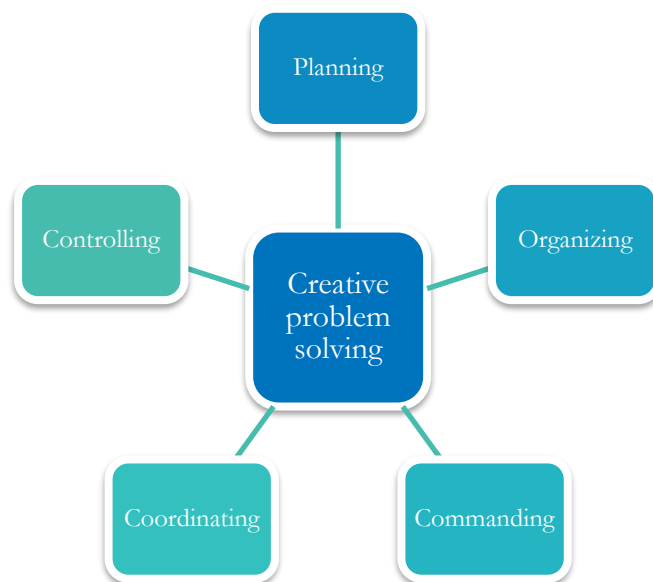 Planning
Organizing
Commanding
Coordinating
Controlling
Creative
problem
solving